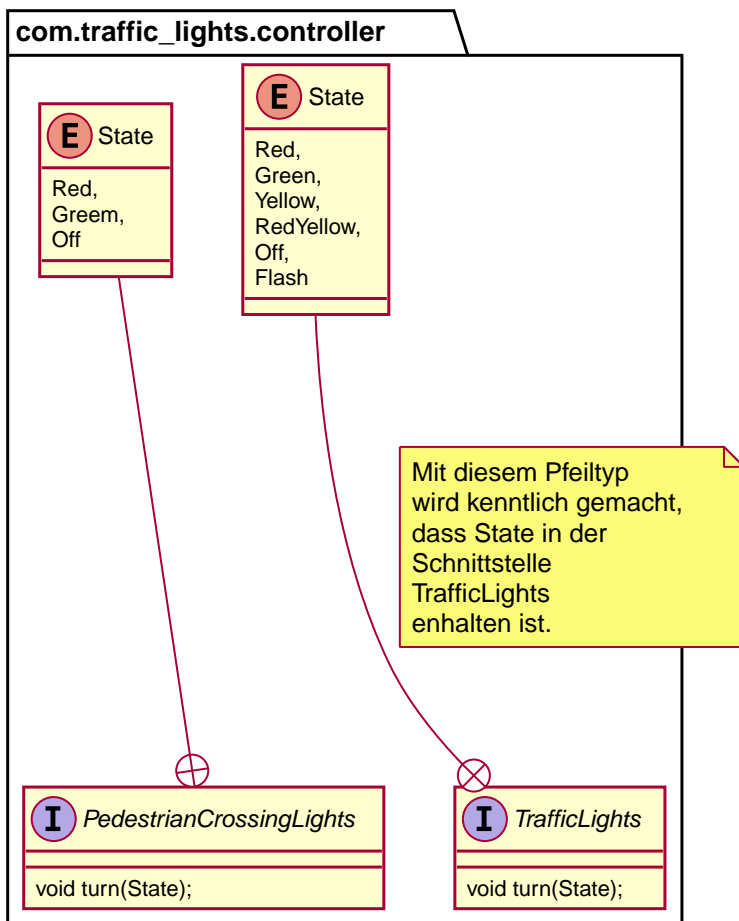 com.traffic_lights.controller
E State
Red,
Greem,
Off
E State
Red,
Green,
Yellow,
RedYellow,
Off,
Flash
Mit diesem Pfeiltyp
wird kenntlich gemacht,
dass State in der
Schnittstelle
TrafficLights
enhalten ist.
I PedestrianCrossingLights
void turn(State);
I TrafficLights
void turn(State);